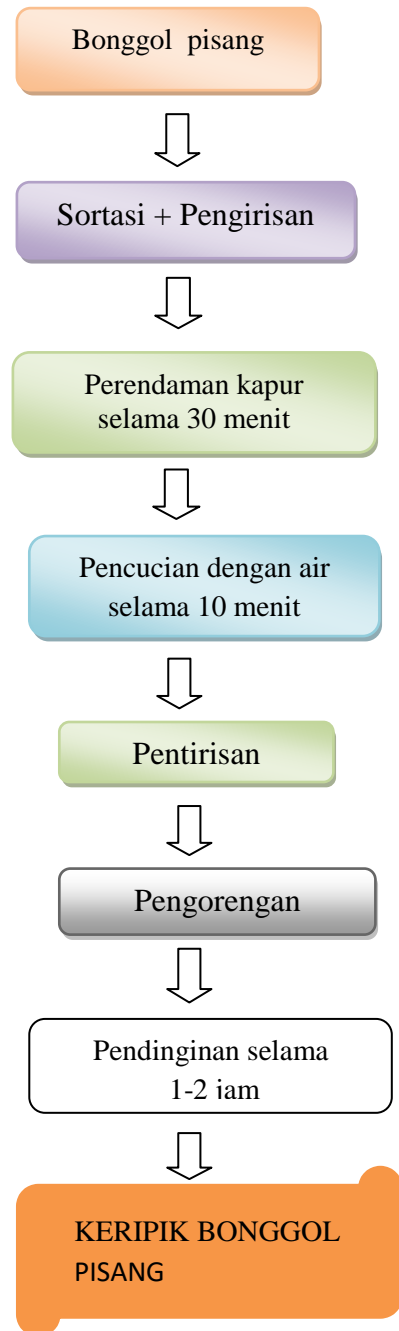 Bonggol pisang
Sortasi + Pengirisan
Perendaman kapur
selama 30 menit
Pencucian dengan air
selama 10 menit
Pentirisan
Pengorengan
Pendinginan selama
1-2 jam
KERIPIK BONGGOL
PISANG